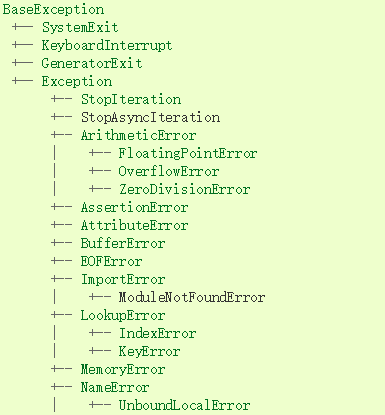 BaseException
+-- SystemExit
+-- KeyboardInterrupt
+-- GeneratorExit
+-- Exception
+-- StopIteration
+-- StopAsyncIteration
+-- ArithmeticError
| +-- FloatingPointError
| +-- OverflowError
| +-- ZeroDivisionError
+-- AssertionError
+-- AttributeError
+-- BufferError
+-- EOFError
+-- ImportError
| +-- ModuleNotFoundError
+-- LookupError
| +-- IndexError
| +-- KeyError
+-- MemoryError
+-- NameError
| +-- UnboundLocalError